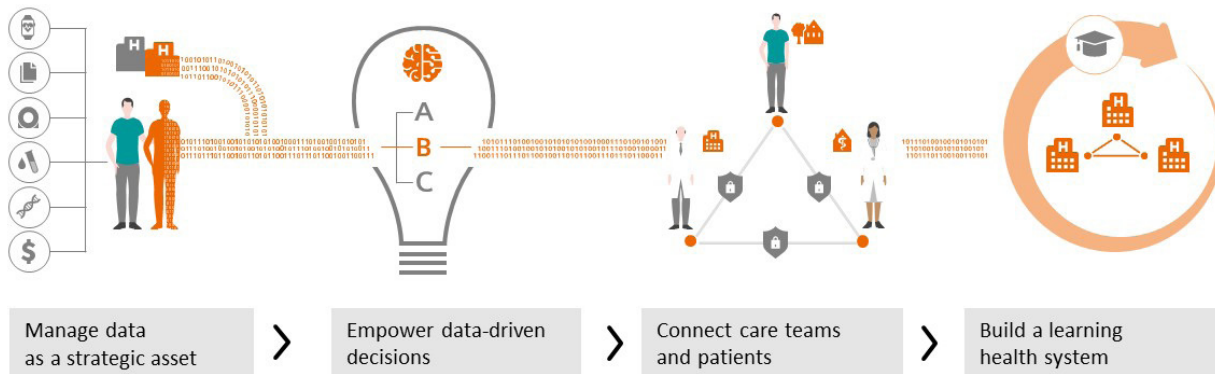 H
H
$
A
B
C
H
$
H
H
H
Manage data
as a strategic asset
Empower data-driven
decisions
Connect care teams
and patients
Build a learning
health system